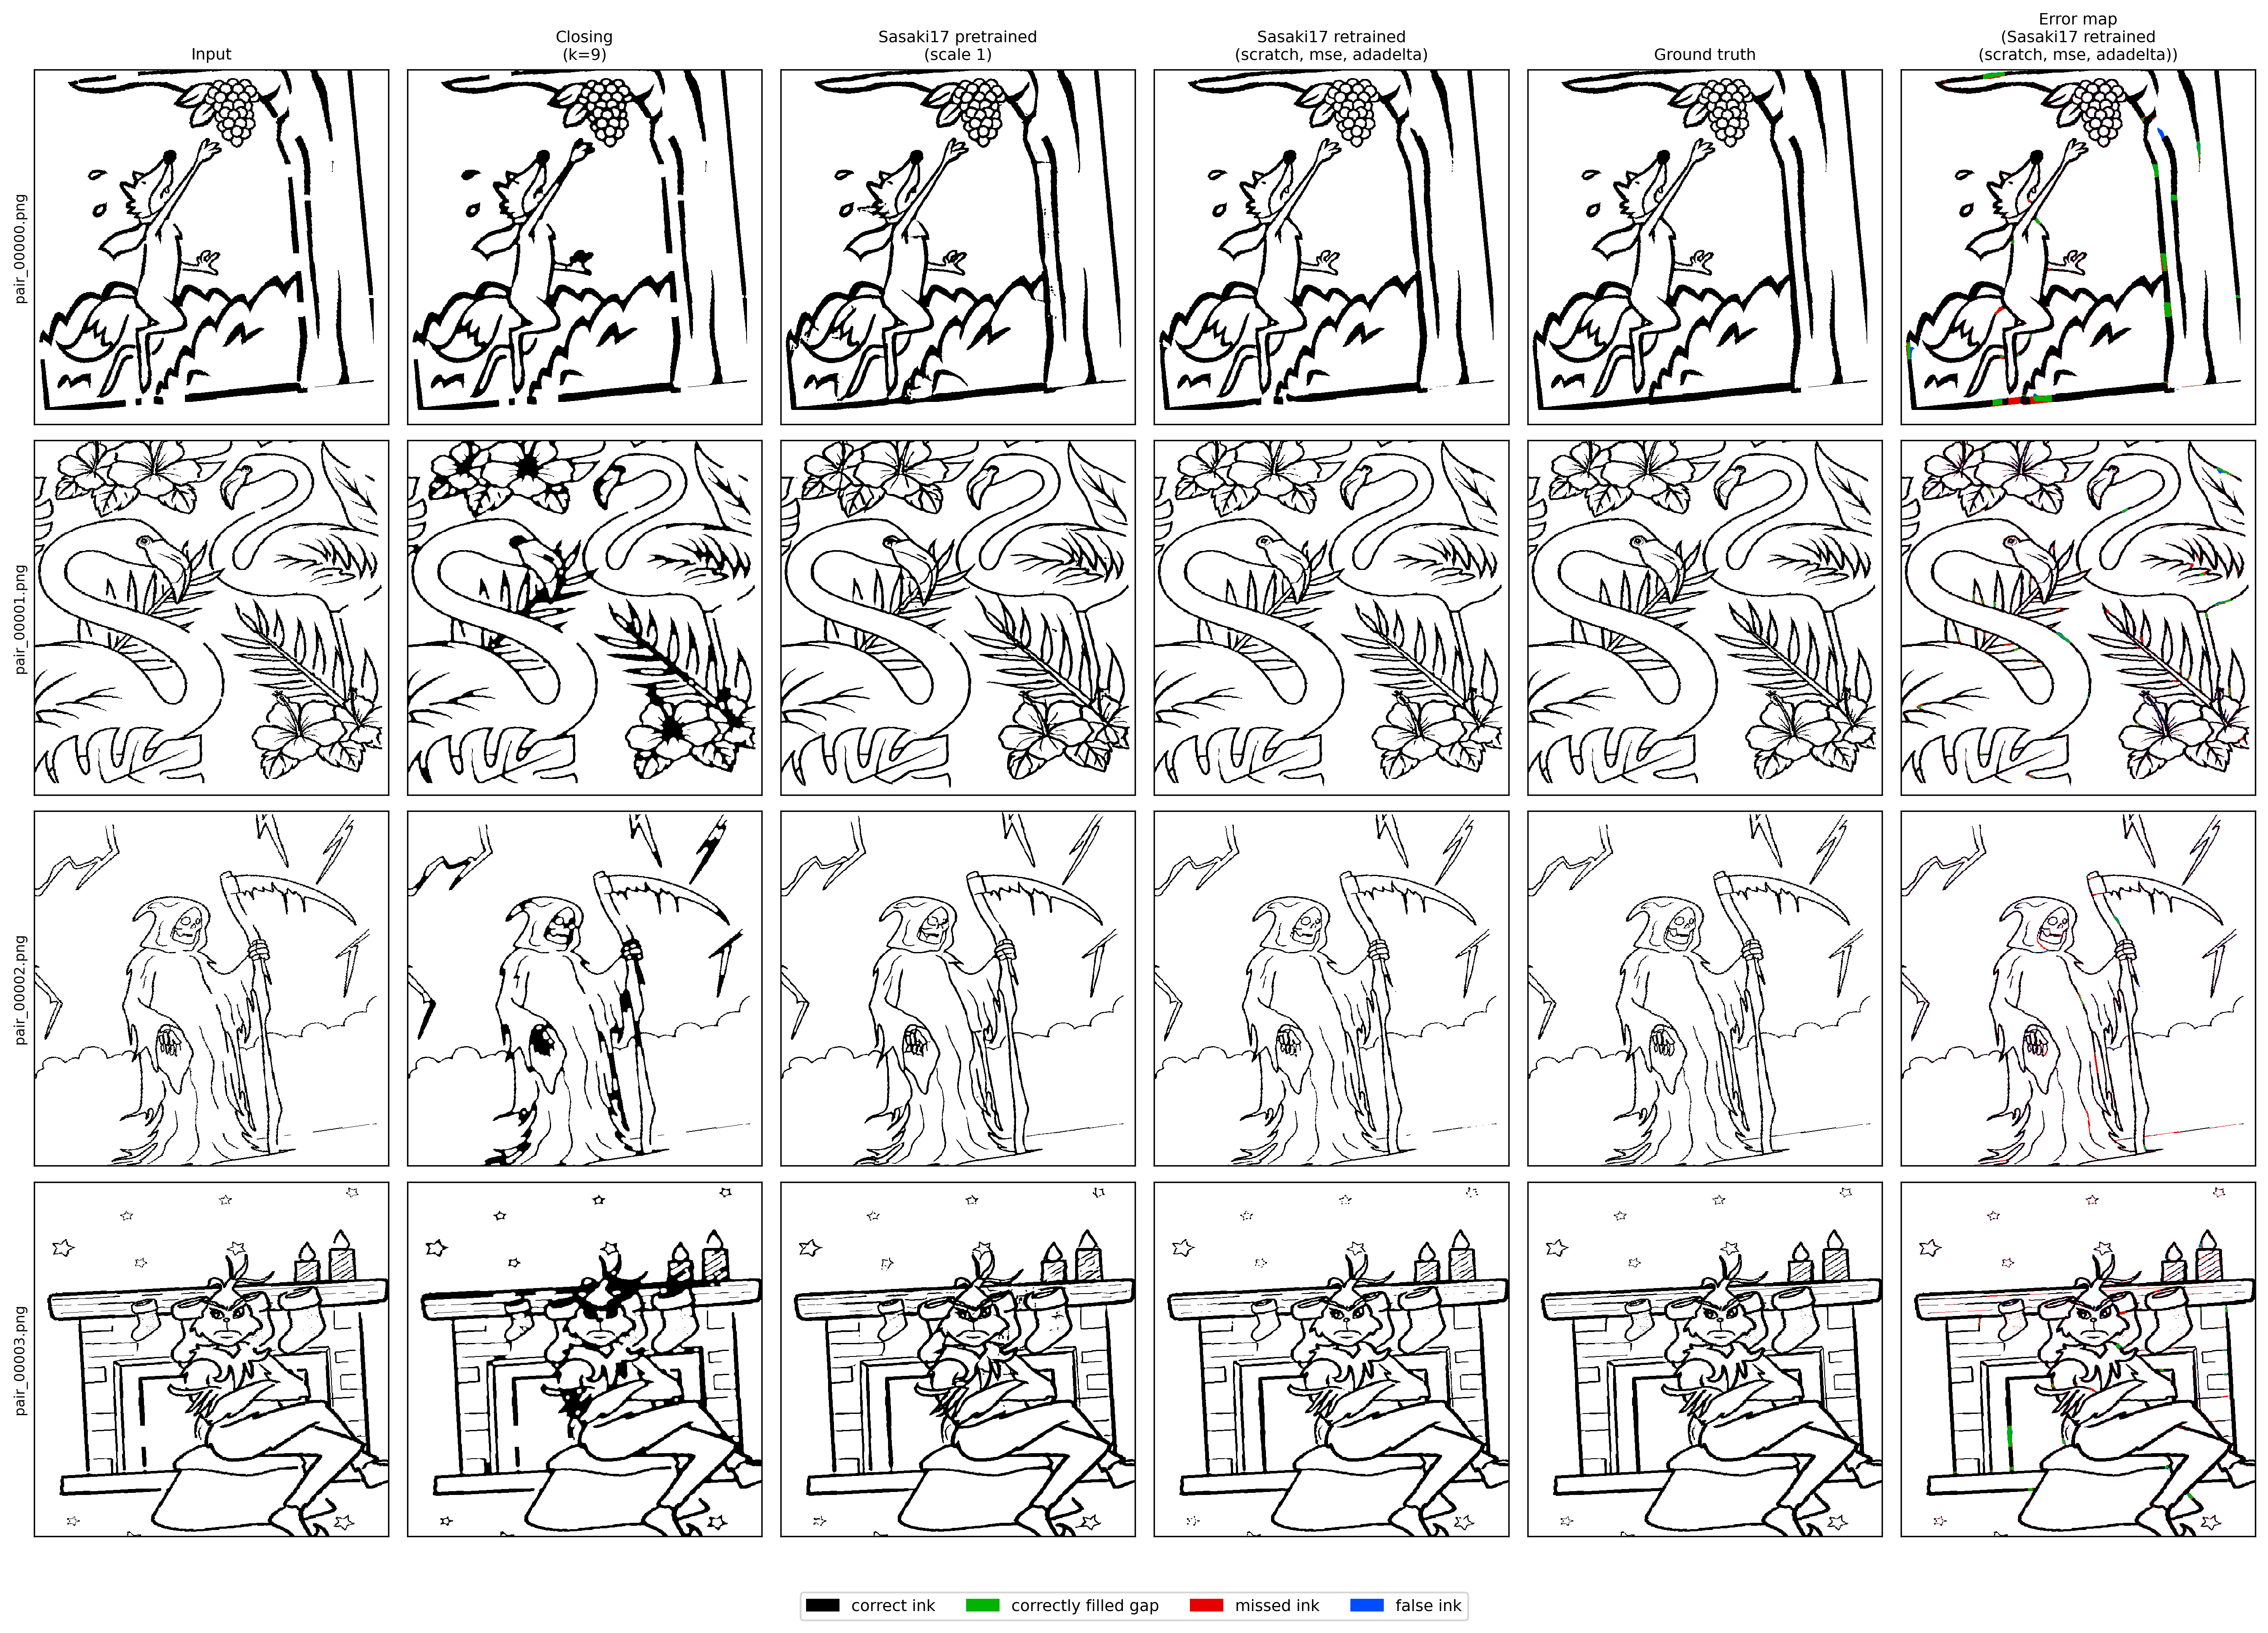 Input
Closing
(k=9)
Sasaki17 pretrained
(scale 1)
Sasaki17 retrained
(scratch, mse, adadelta)
Ground truth
Error map
(Sasaki17 retrained
(scratch, mse, adadelta))
pair_00000.png
pair_00001.png
pair_00002.png
pair_00003.png
correct ink
correctly filled gap
missed ink
false ink